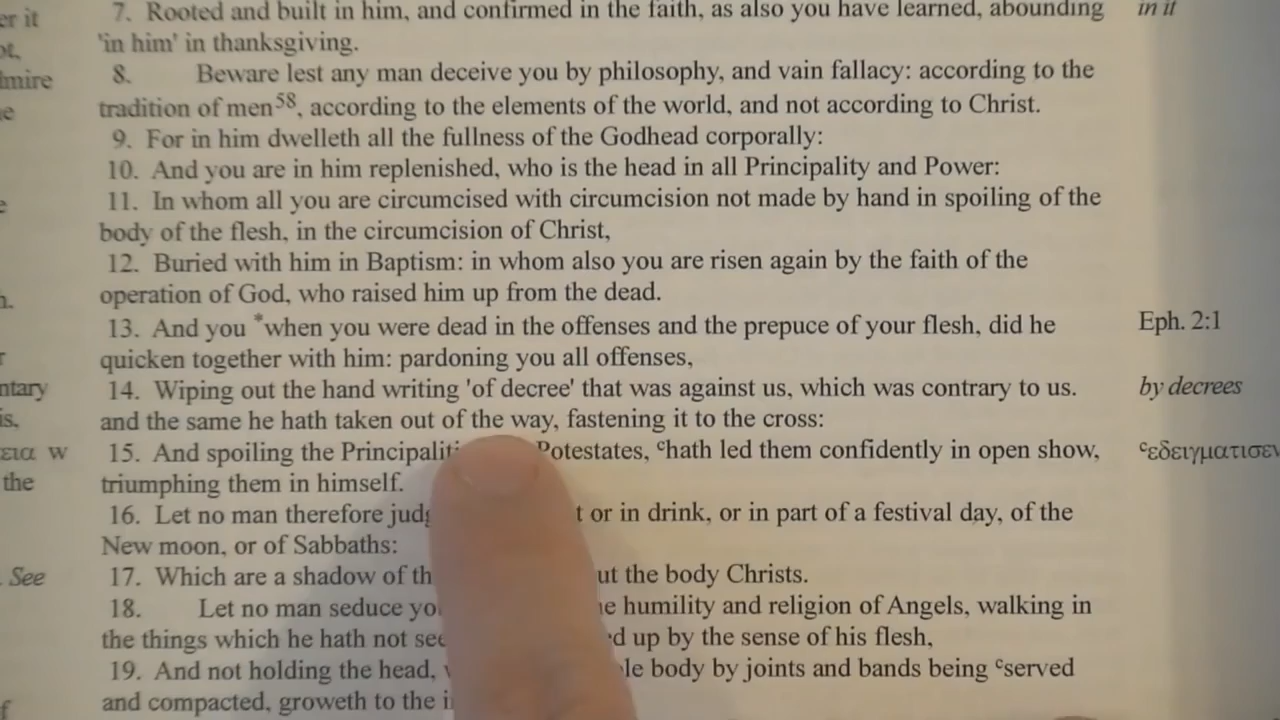 er it
ot,
mire
e
e
n.
r
ntary
is,
εια w
the
See
f
7. Rooted and built in him, and confirmed in the faith, as also you have learned, abounding
'in him' in thanksgiving.
8. Beware lest any man deceive you by philosophy, and vain fallacy: according to the
tradition of men58, according to the elements of the world, and not according to Christ.
9. For in him dwelleth all the fullness of the Godhead corporally:
10. And you are in him replenished, who is the head in all Principality and Power:
11. In whom all you are circumcised with circumcision not made by hand in spoiling of the
body of the flesh, in the circumcision of Christ,
12. Buried with him in Baptism: in whom also you are risen again by the faith of the
operation of God, who raised him up from the dead.
13. And you *when you were dead in the offenses and the prepuce of your flesh, did he
quicken together with him: pardoning you all offenses,
14. Wiping out the hand writing 'of decree' that was against us, which was contrary to us.
and the same he hath taken out of the way, fastening it to the cross:
15. And spoiling the Principaliti Potestates, chath led them confidently in open show,
triumphing them in himself.
16. Let no man therefore judg t or in drink, or in part of a festival day, of the
New moon, or of Sabbaths:
17. Which are a shadow of th ut the body Christs.
18. Let no man seduce yo e humility and religion of Angels, walking in
the things which he hath not see d up by the sense of his flesh,
19. And not holding the head, le body by joints and bands being cserved
and compacted, groweth to the i
in it
Eph. 2:1
by decrees
cεδειγματισεν